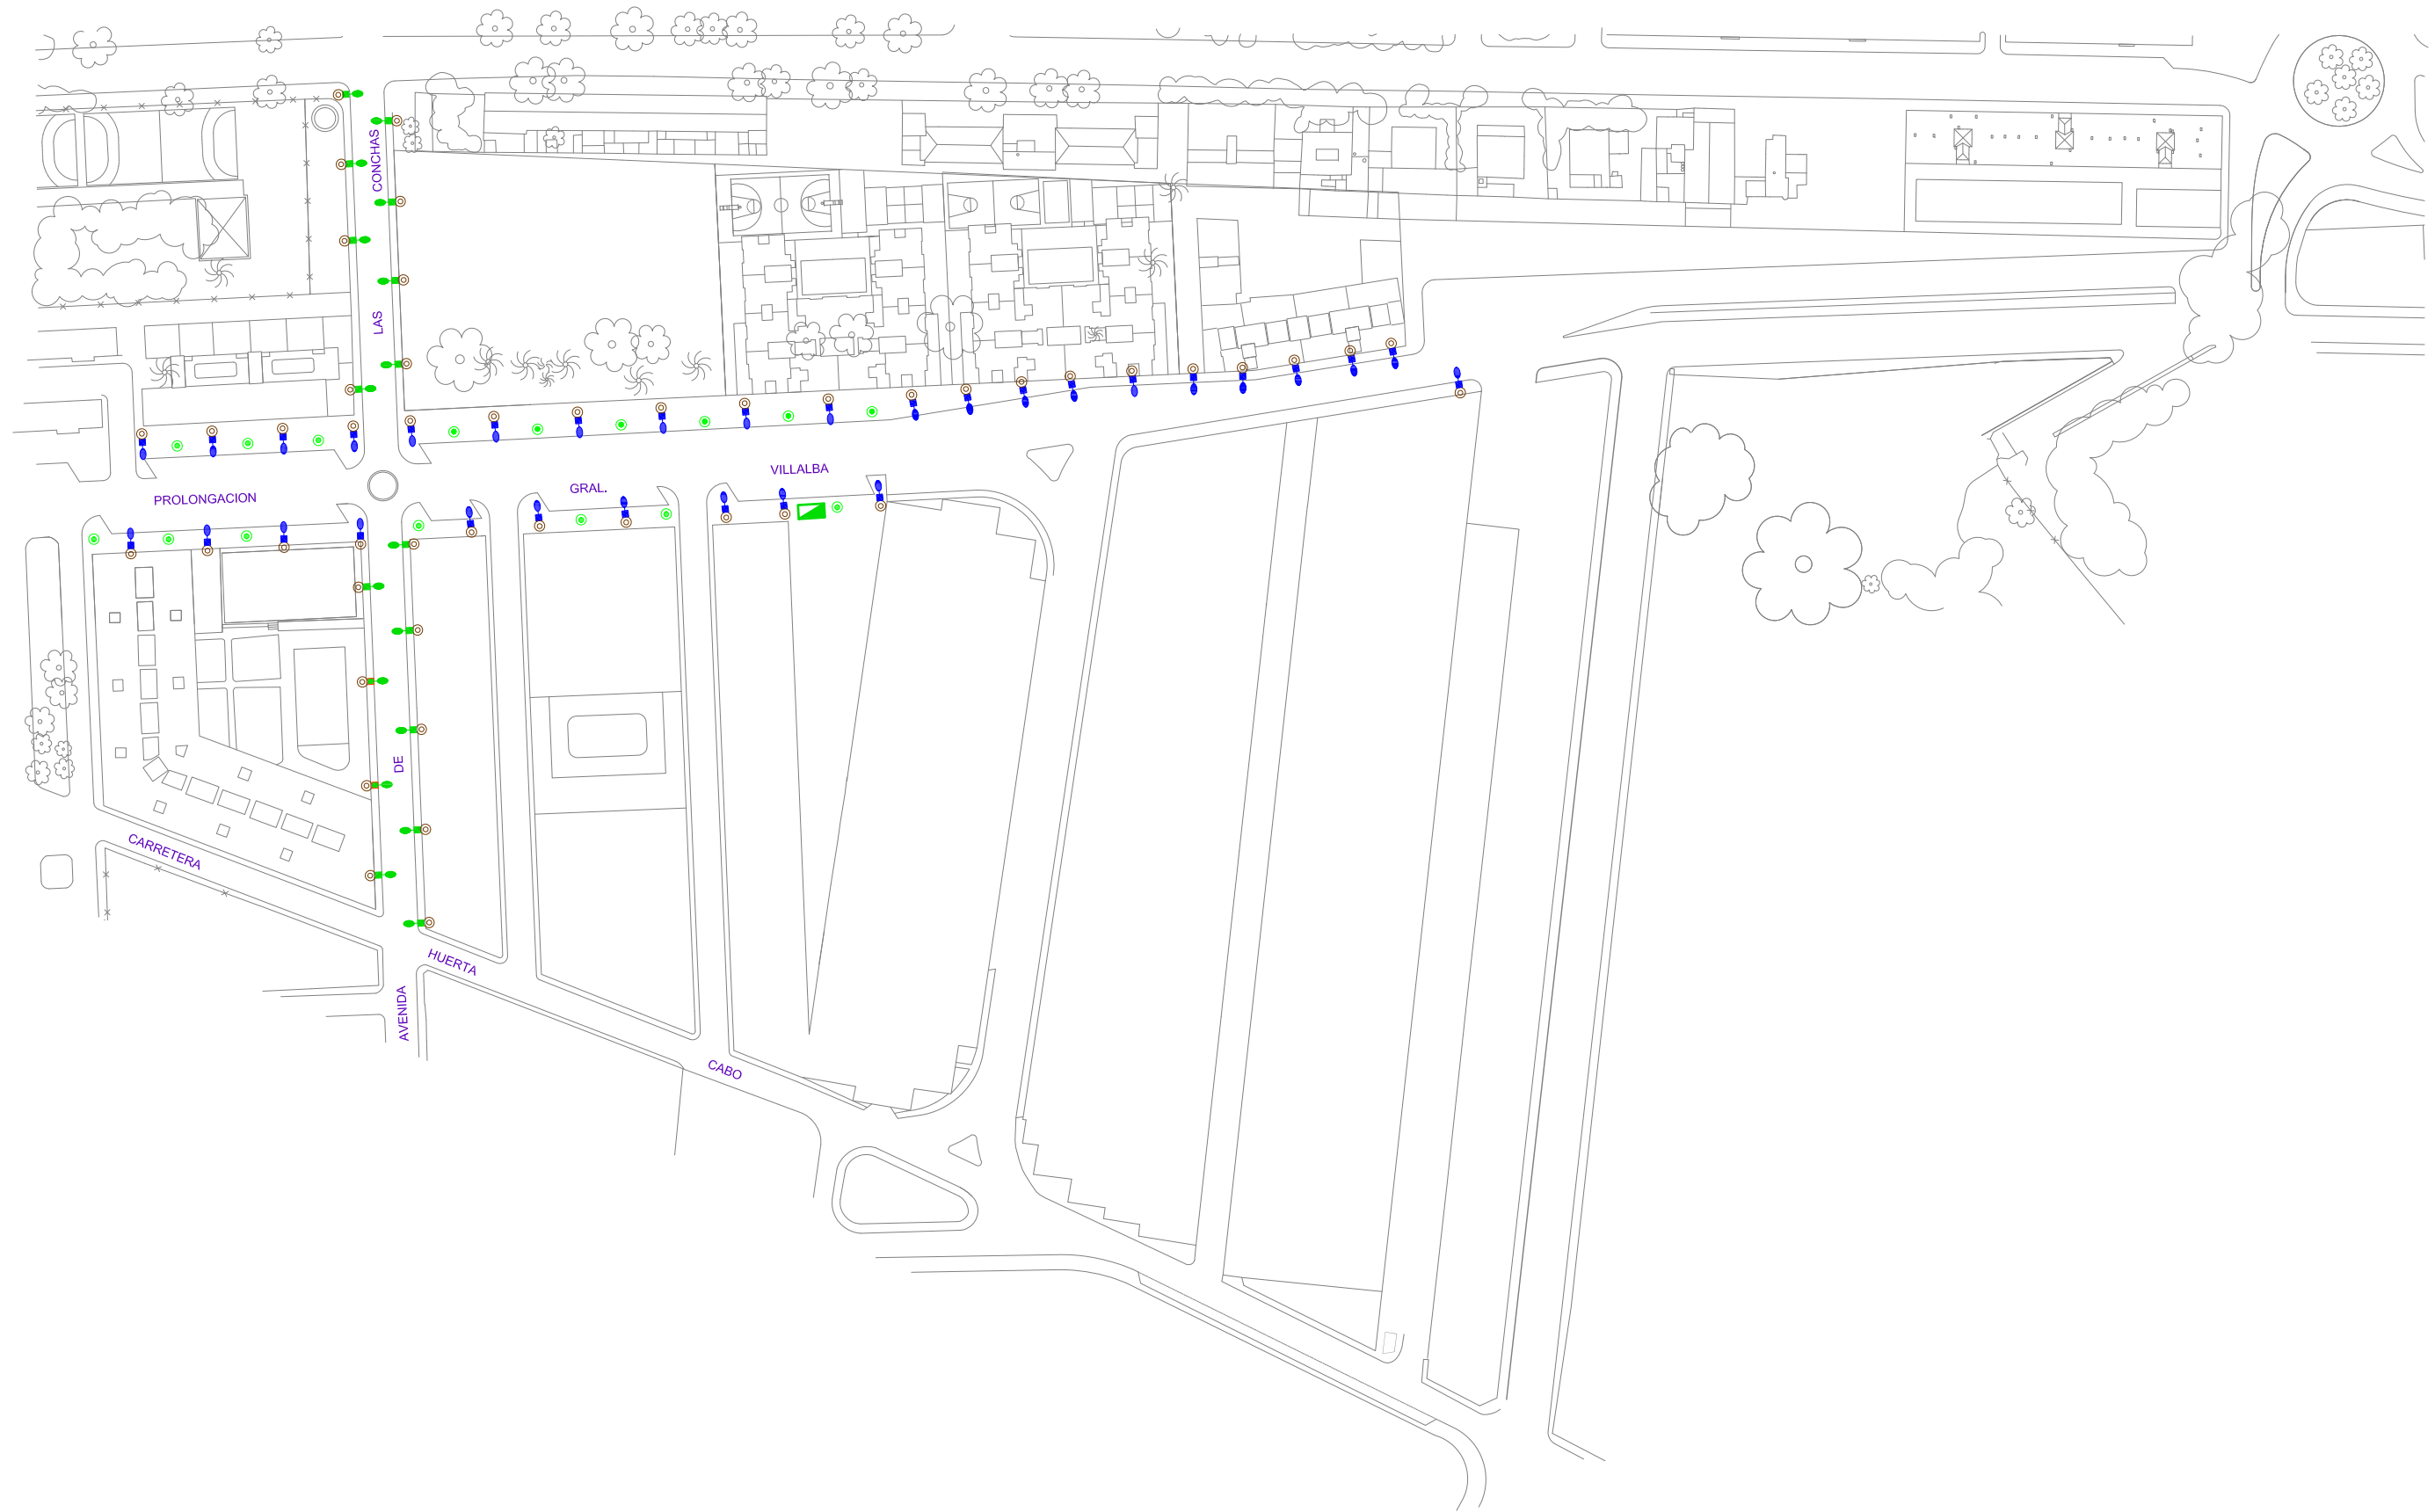 CONCHAS
LAS
VILLALBA
GRAL.
PROLONGACION
DE
CARRETERA
HUERTA
AVENIDA
CABO